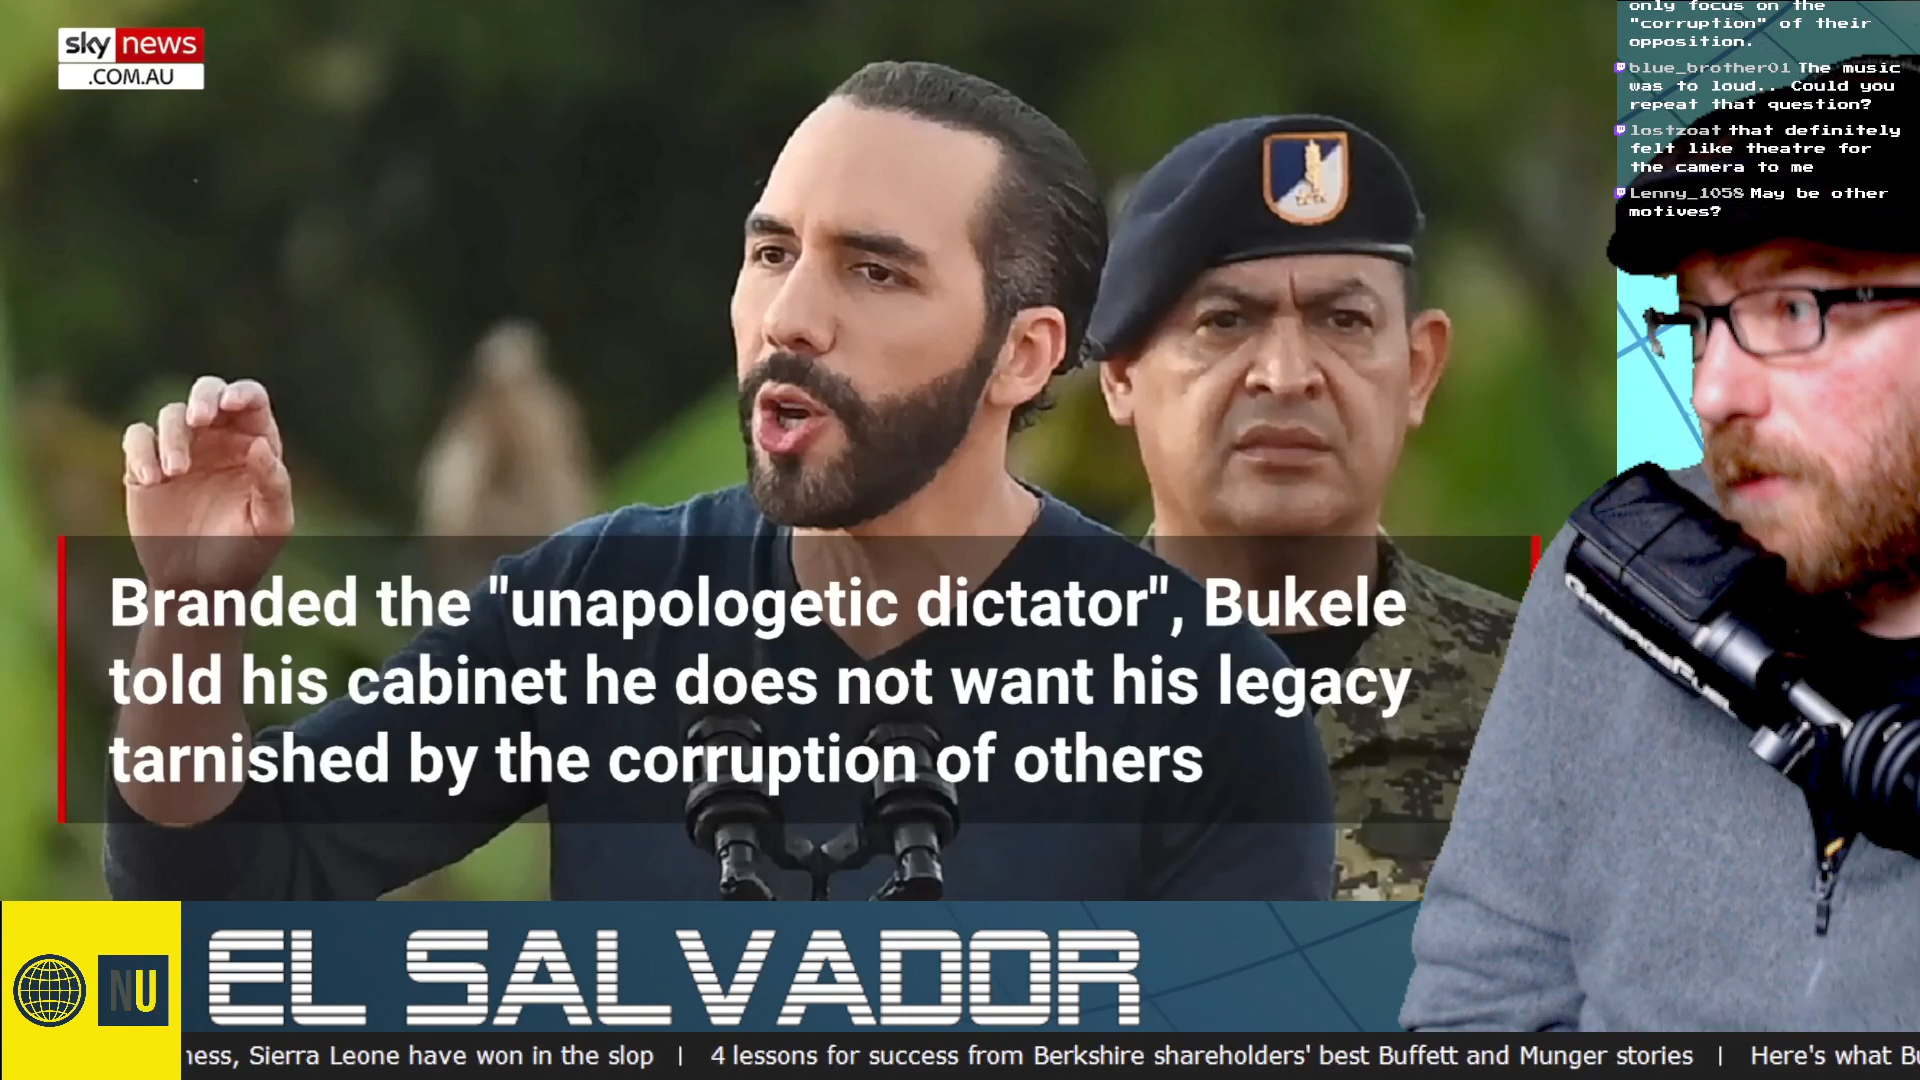 sky news
.COM.AU
only focus on the
"corruption" of their
opposition.
blue_brother01 The music
was to loud.. Could you
repeat that question?
lostzoat that definitely
felt like theatre for
the camera to me
Lenny_1058 May be other
motives?
Branded the "unapologetic dictator", Bukele
told his cabinet he does not want his legacy
tarnished by the corruption of others
NU
EL SALVADOR
ness, Sierra Leone have won in the slop | 4 lessons for success from Berkshire shareholders' best Buffett and Munger stories | Here's what Bu